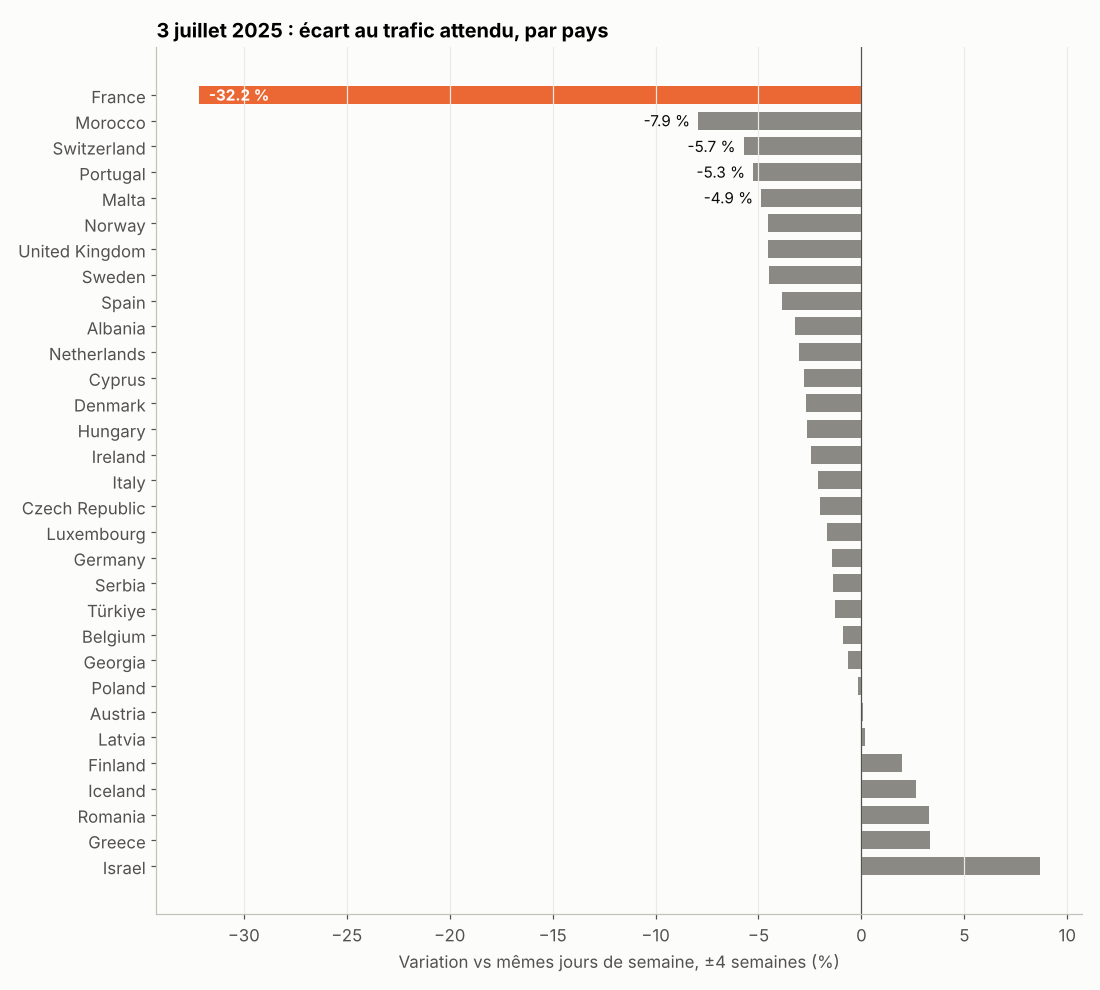 3 juillet 2025 : écart au trafic attendu, par pays
France -32.2 %
Morocco -7.9 %
Switzerland -5.7 %
Portugal -5.3 %
Malta -4.9 %
Norway
United Kingdom
Sweden
Spain
Albania
Netherlands
Cyprus
Denmark
Hungary
Ireland
Italy
Czech Republic
Luxembourg
Germany
Serbia
Türkiye
Belgium
Georgia
Poland
Austria
Latvia
Finland
Iceland
Romania
Greece
Israel
−30 −25 −20 −15 −10 −5 0 5 10
Variation vs mêmes jours de semaine, ±4 semaines (%)